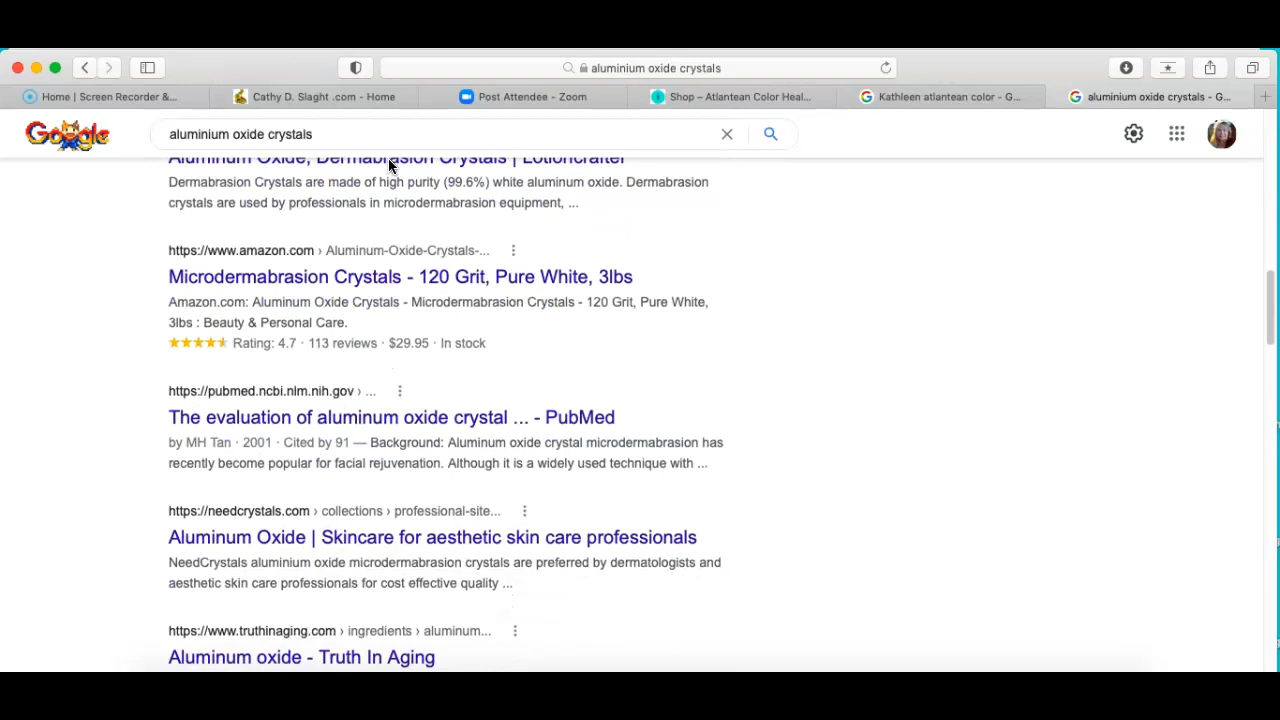 aluminium oxide crystals
Home | Screen Recorder &...
Cathy D. Slaght .com - Home
Post Attendee - Zoom
Shop – Atlantean Color Heal...
Kathleen atlantean color - G...
aluminium oxide crystals - G...
Google
aluminium oxide crystals
Aluminum Oxide, Dermabrasion Crystals | Lotioncrafter
Dermabrasion Crystals are made of high purity (99.6%) white aluminum oxide. Dermabrasion
crystals are used by professionals in microdermabrasion equipment, ...
https://www.amazon.com › Aluminum-Oxide-Crystals-...
Microdermabrasion Crystals - 120 Grit, Pure White, 3lbs
Amazon.com: Aluminum Oxide Crystals - Microdermabrasion Crystals - 120 Grit, Pure White,
3lbs : Beauty & Personal Care.
Rating: 4.7 · 113 reviews · $29.95 · In stock
https://pubmed.ncbi.nlm.nih.gov › ...
The evaluation of aluminum oxide crystal ... - PubMed
by MH Tan · 2001 · Cited by 91 — Background: Aluminum oxide crystal microdermabrasion has
recently become popular for facial rejuvenation. Although it is a widely used technique with ...
https://needcrystals.com › collections › professional-site...
Aluminum Oxide | Skincare for aesthetic skin care professionals
NeedCrystals aluminium oxide microdermabrasion crystals are preferred by dermatologists and
aesthetic skin care professionals for cost effective quality ...
https://www.truthinaging.com › ingredients › aluminum...
Aluminum oxide - Truth In Aging